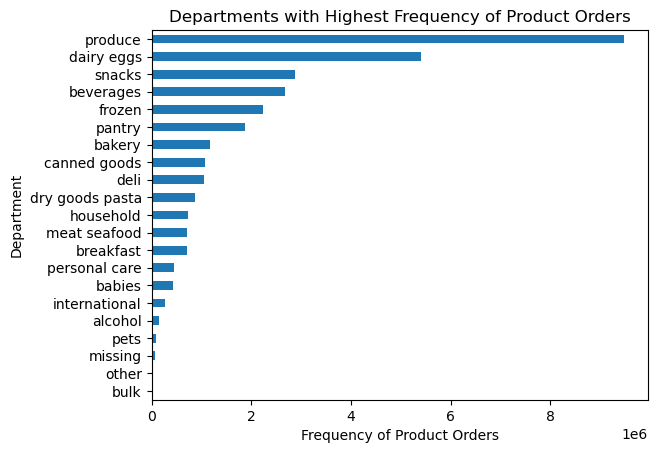 Departments with Highest Frequency of Product Orders
produce
dairy eggs
snacks
beverages
frozen
pantry
bakery
canned goods
deli
dry goods pasta
household
meat seafood
breakfast
personal care
babies
international
alcohol
pets
missing
other
bulk
Department
0 2 4 6 8
1e6
Frequency of Product Orders